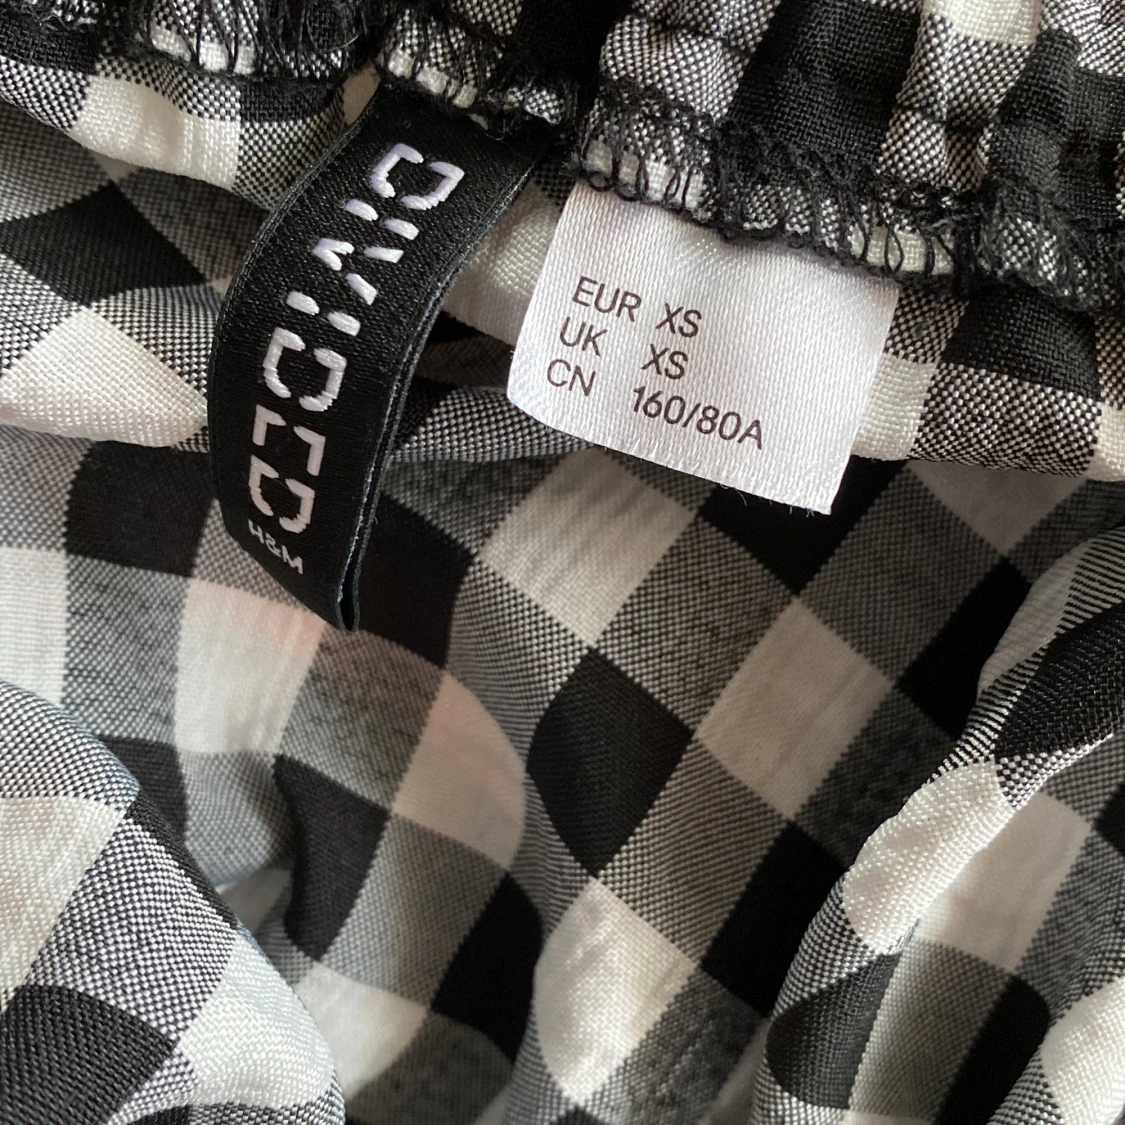 DIVIDED
H&M
EUR XS
UK XS
CN 160/80A